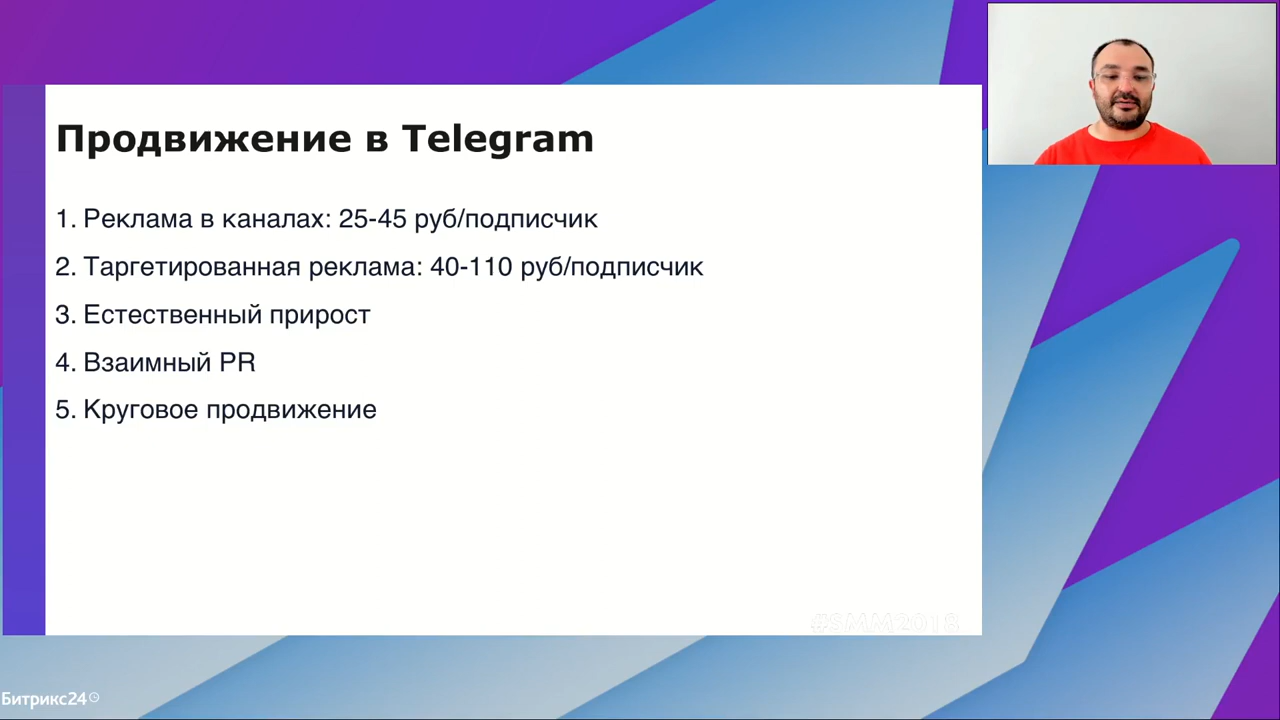 Продвижение в Telegram
1. Реклама в каналах: 25-45 руб/подписчик
2. Таргетированная реклама: 40-110 руб/подписчик
3. Естественный прирост
4. Взаимный PR
5. Круговое продвижение
#SMM2018
Битрикс24